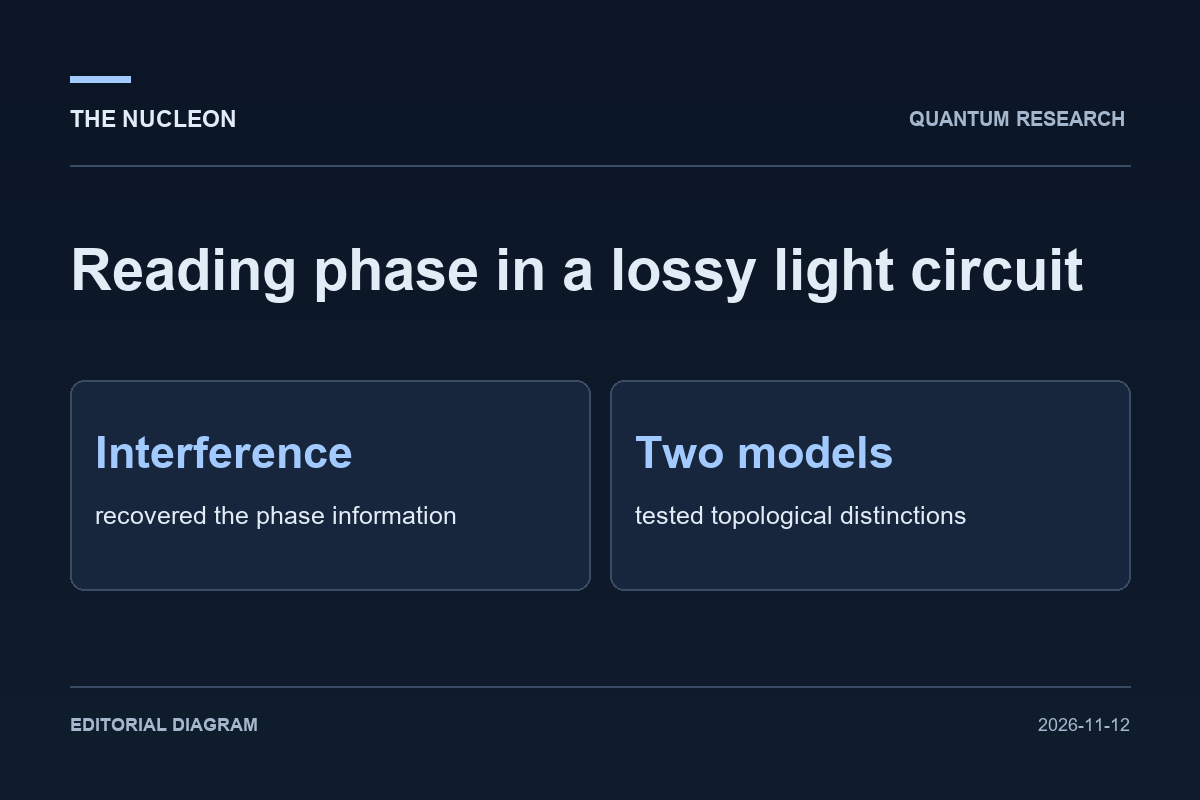 THE NUCLEON
QUANTUM RESEARCH
Reading phase in a lossy light circuit
Interference
recovered the phase information
Two models
tested topological distinctions
EDITORIAL DIAGRAM
2026-11-12